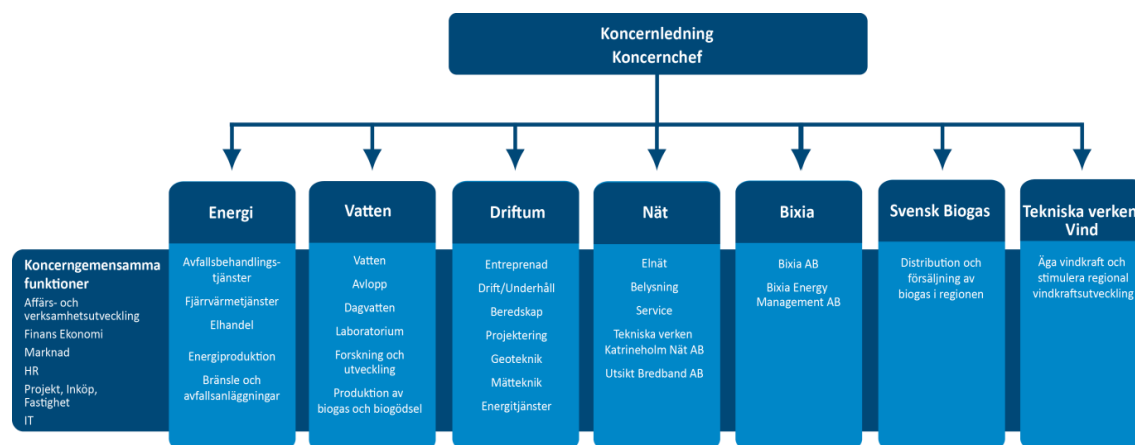 Koncernledning
Koncernchef
Energi
Vatten
Driftum
Nät
Bixia
Svensk Biogas
Tekniska verken
Vind
Koncerngemensamma
funktioner
Affärs- och
verksamhetsutveckling
Finans Ekonomi
Marknad
HR
Projekt, Inköp,
Fastighet
IT
Avfallsbehandlings-
tjänster
Fjärrvärmetjänster
Elhandel
Energiproduktion
Bränsle och
avfallsanläggningar
Vatten
Avlopp
Dagvatten
Laboratorium
Forskning och
utveckling
Produktion av
biogas och biogödsel
Entreprenad
Drift/Underhåll
Beredskap
Projektering
Geoteknik
Mätteknik
Energitjänster
Elnät
Belysning
Service
Tekniska verken
Katrineholm Nät AB
Utsikt Bredband AB
Bixia AB
Bixia Energy
Management AB
Distribution och
försäljning av
biogas i regionen
Äga vindkraft och
stimulera regional
vindkraftsutveckling